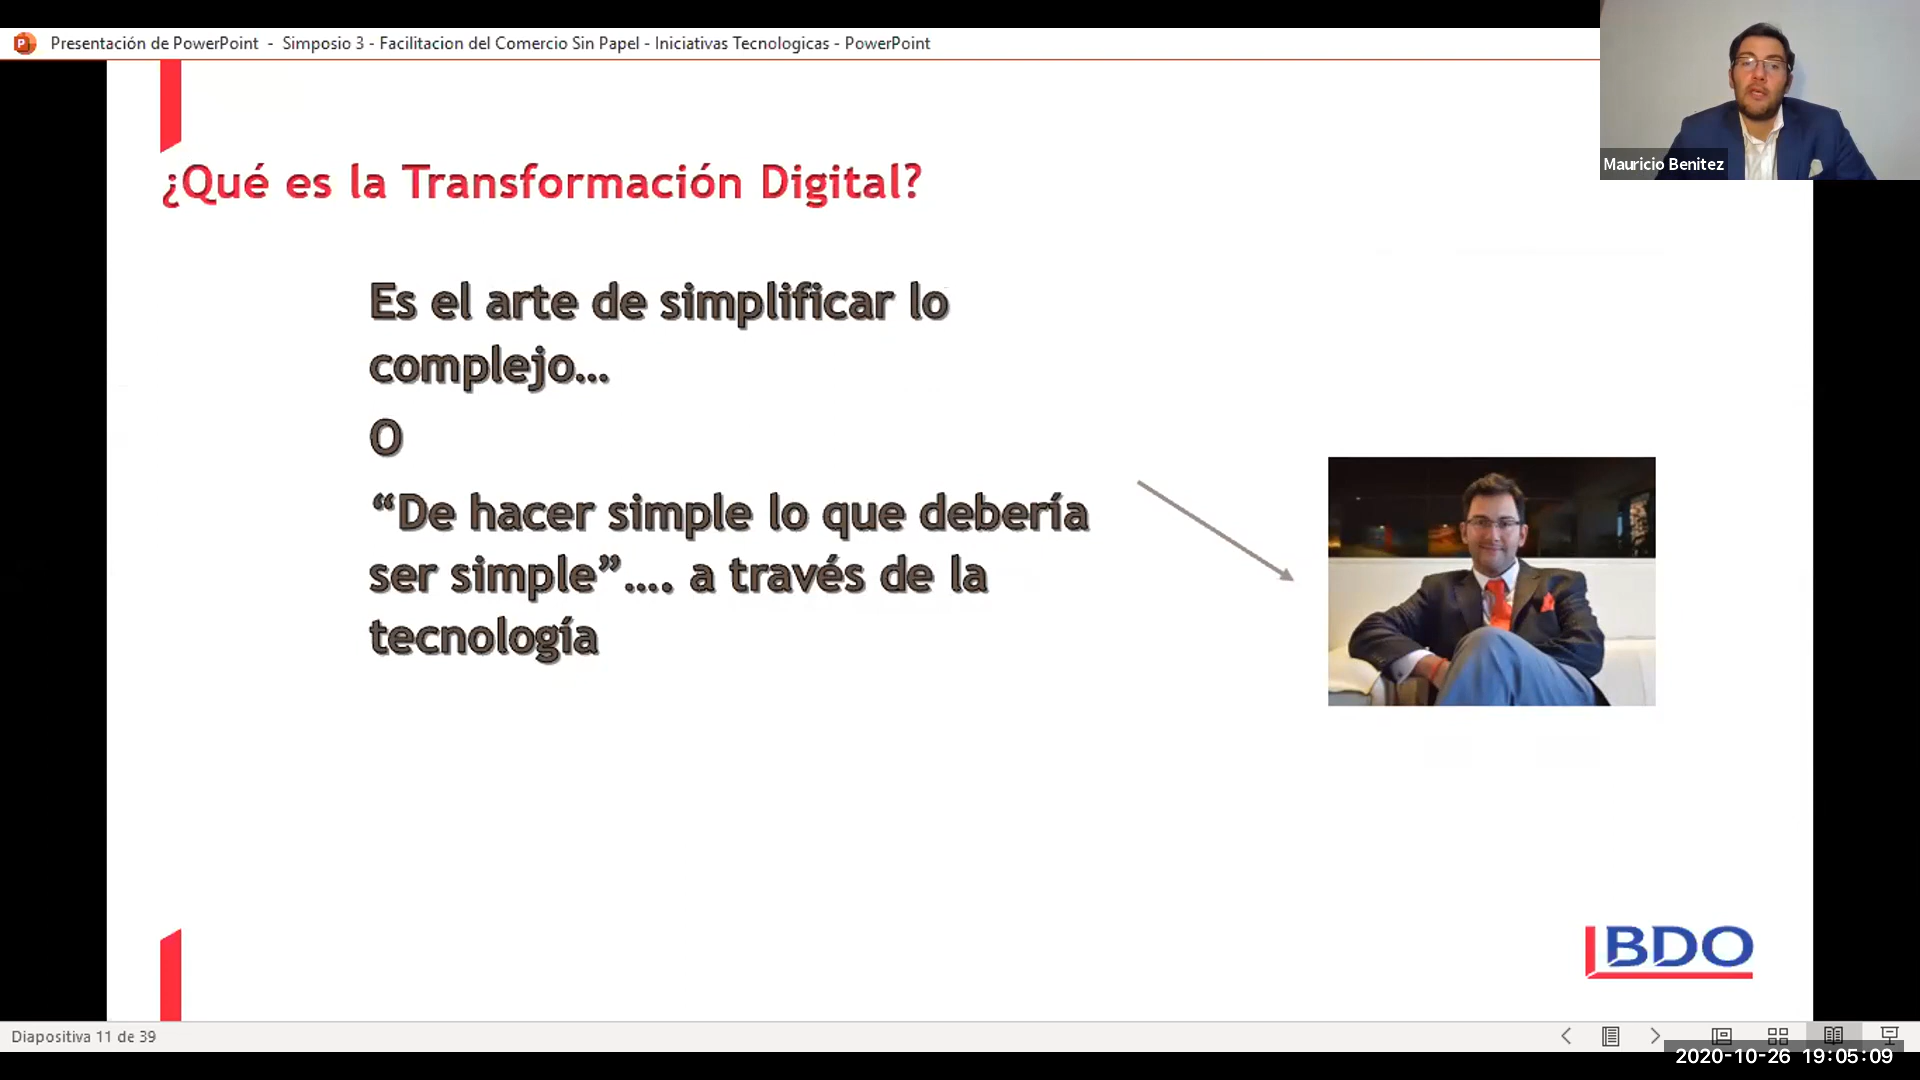 Presentación de PowerPoint - Simposio 3 - Facilitacion del Comercio Sin Papel - Iniciativas Tecnologicas - PowerPoint
Mauricio Benitez
¿Qué es la Transformación Digital?
Es el arte de simplificar lo
complejo...
O
“De hacer simple lo que debería
ser simple”.... a través de la
tecnología
BDO
Diapositiva 11 de 39
2020-10-26 19:05:09